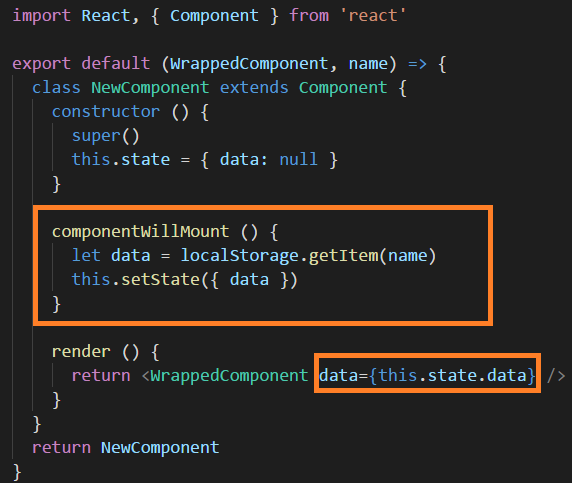 import React, { Component } from 'react'
export default (WrappedComponent, name) => {
class NewComponent extends Component {
constructor () {
super()
this.state = { data: null }
}
componentWillMount () {
let data = localStorage.getItem(name)
this.setState({ data })
}
render () {
return <WrappedComponent data={this.state.data} />
}
}
return NewComponent
}